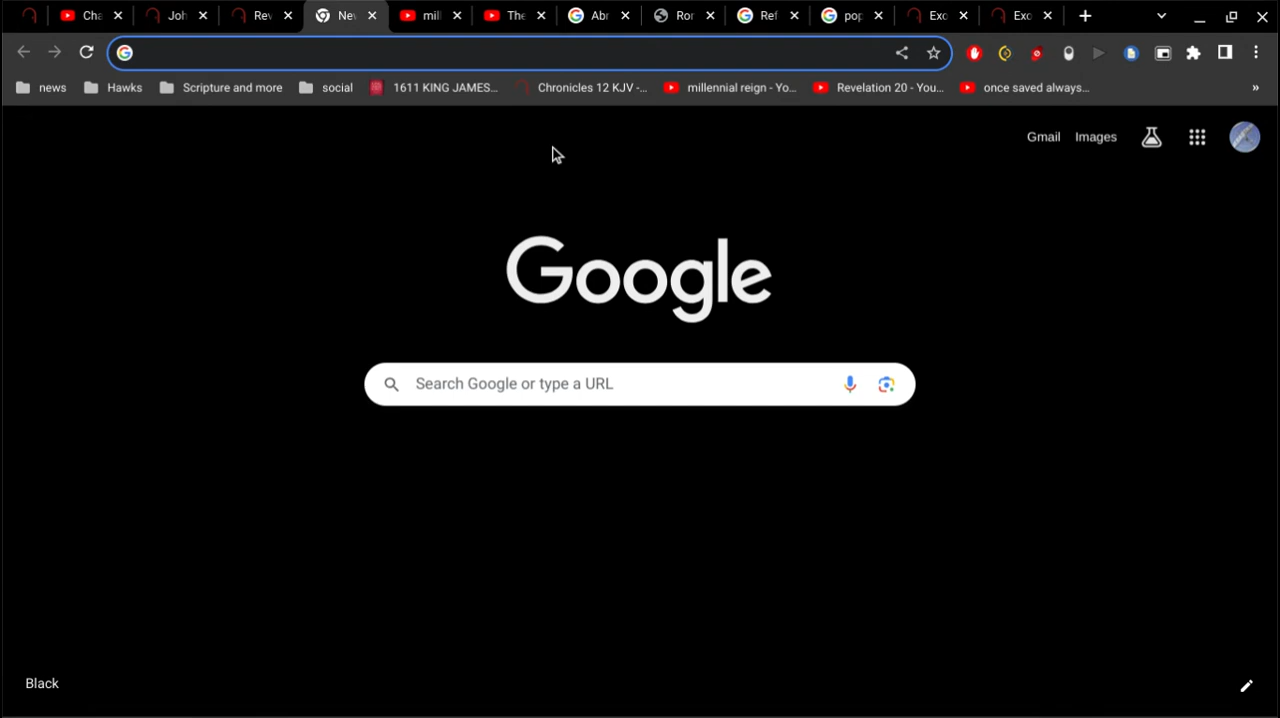 Cha Joh Rev New mill The Abr Ror Ref pop Exo Exo
news Hawks Scripture and more social 1611 KING JAMES... Chronicles 12 KJV -... millennial reign - Yo... Revelation 20 - You... once saved always... »
Gmail Images
Google
Search Google or type a URL
Black